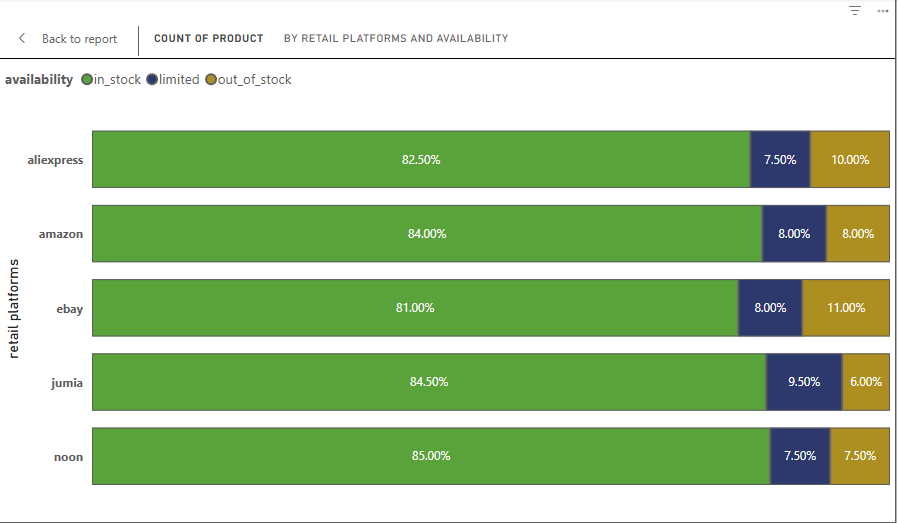 Back to report
COUNT OF PRODUCT BY RETAIL PLATFORMS AND AVAILABILITY
availability in_stock limited out_of_stock
retail platforms
aliexpress 82.50% 7.50% 10.00%
amazon 84.00% 8.00% 8.00%
ebay 81.00% 8.00% 11.00%
jumia 84.50% 9.50% 6.00%
noon 85.00% 7.50% 7.50%